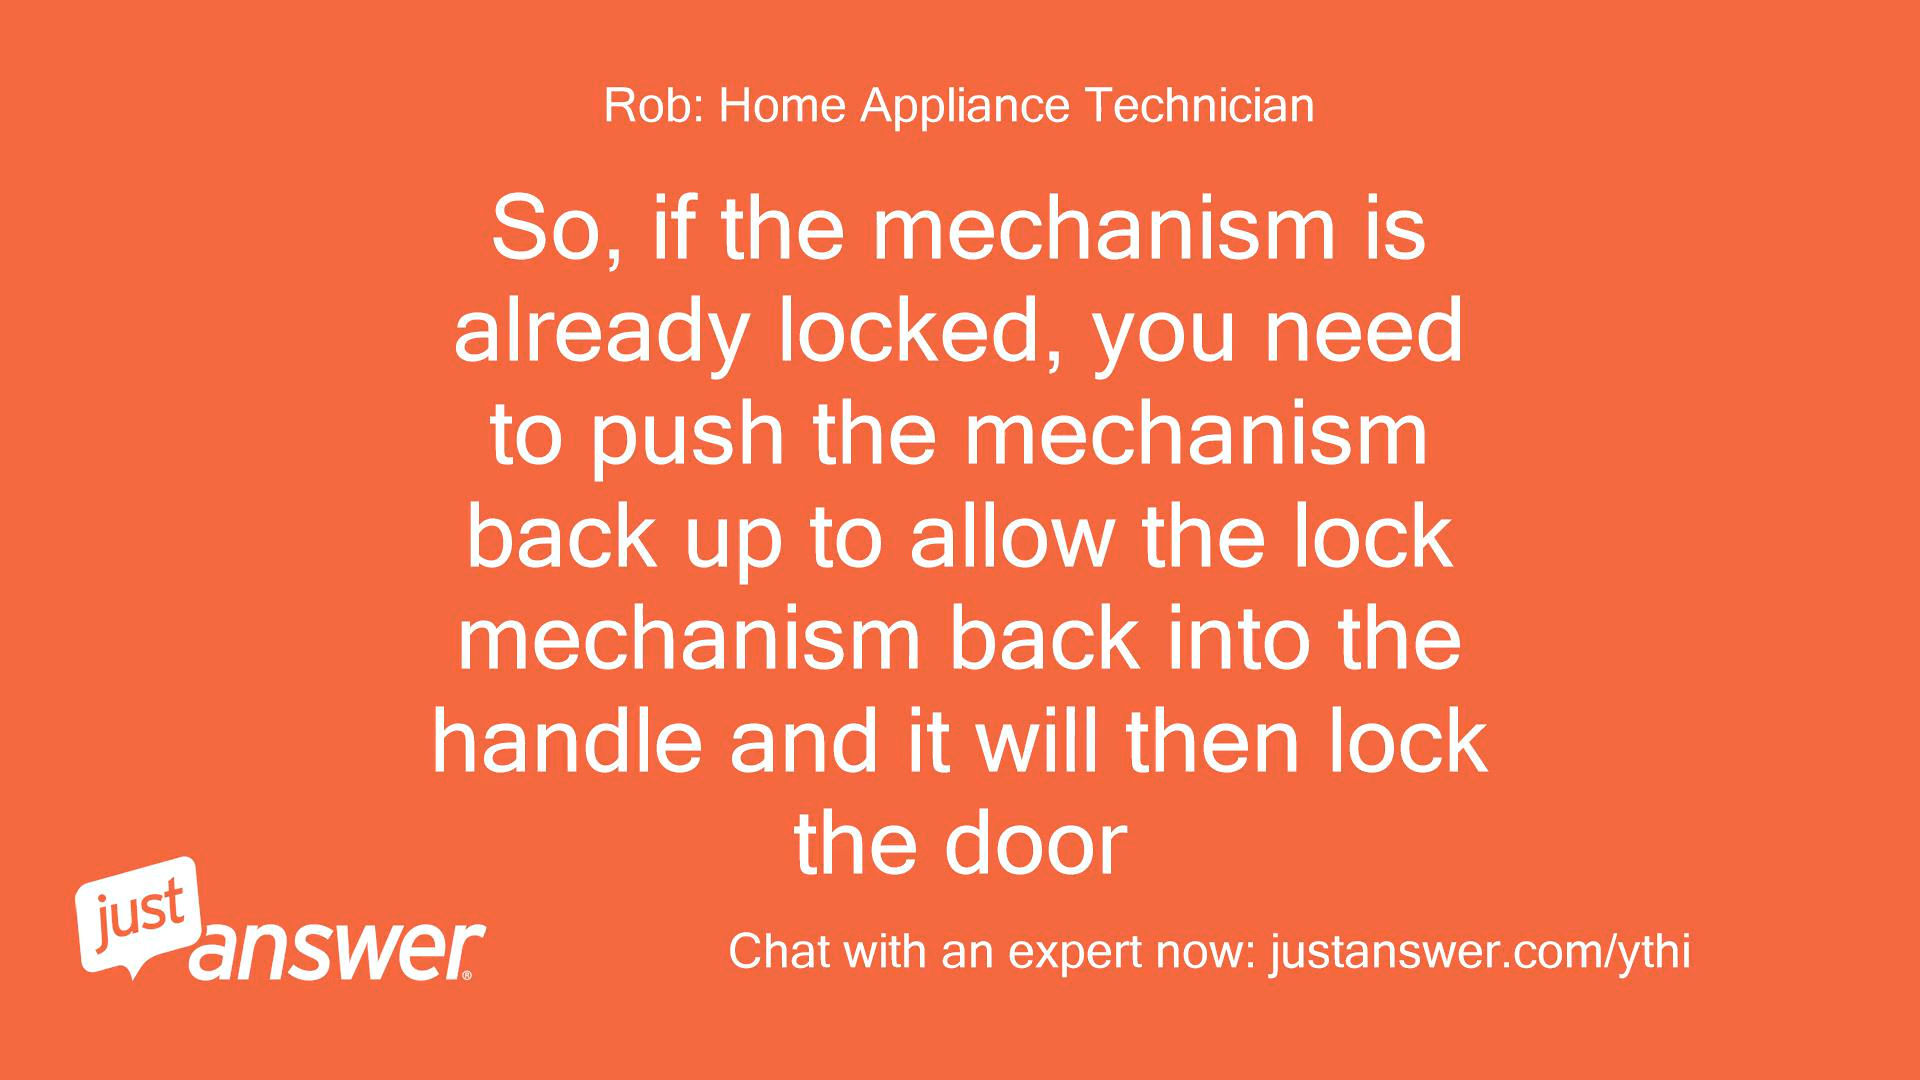 Rob: Home Appliance Technician
So, if the mechanism is
already locked, you need
to push the mechanism
back up to allow the lock
mechanism back into the
handle and it will then lock
the door
just
answer®
Chat with an expert now: justanswer.com/ythi